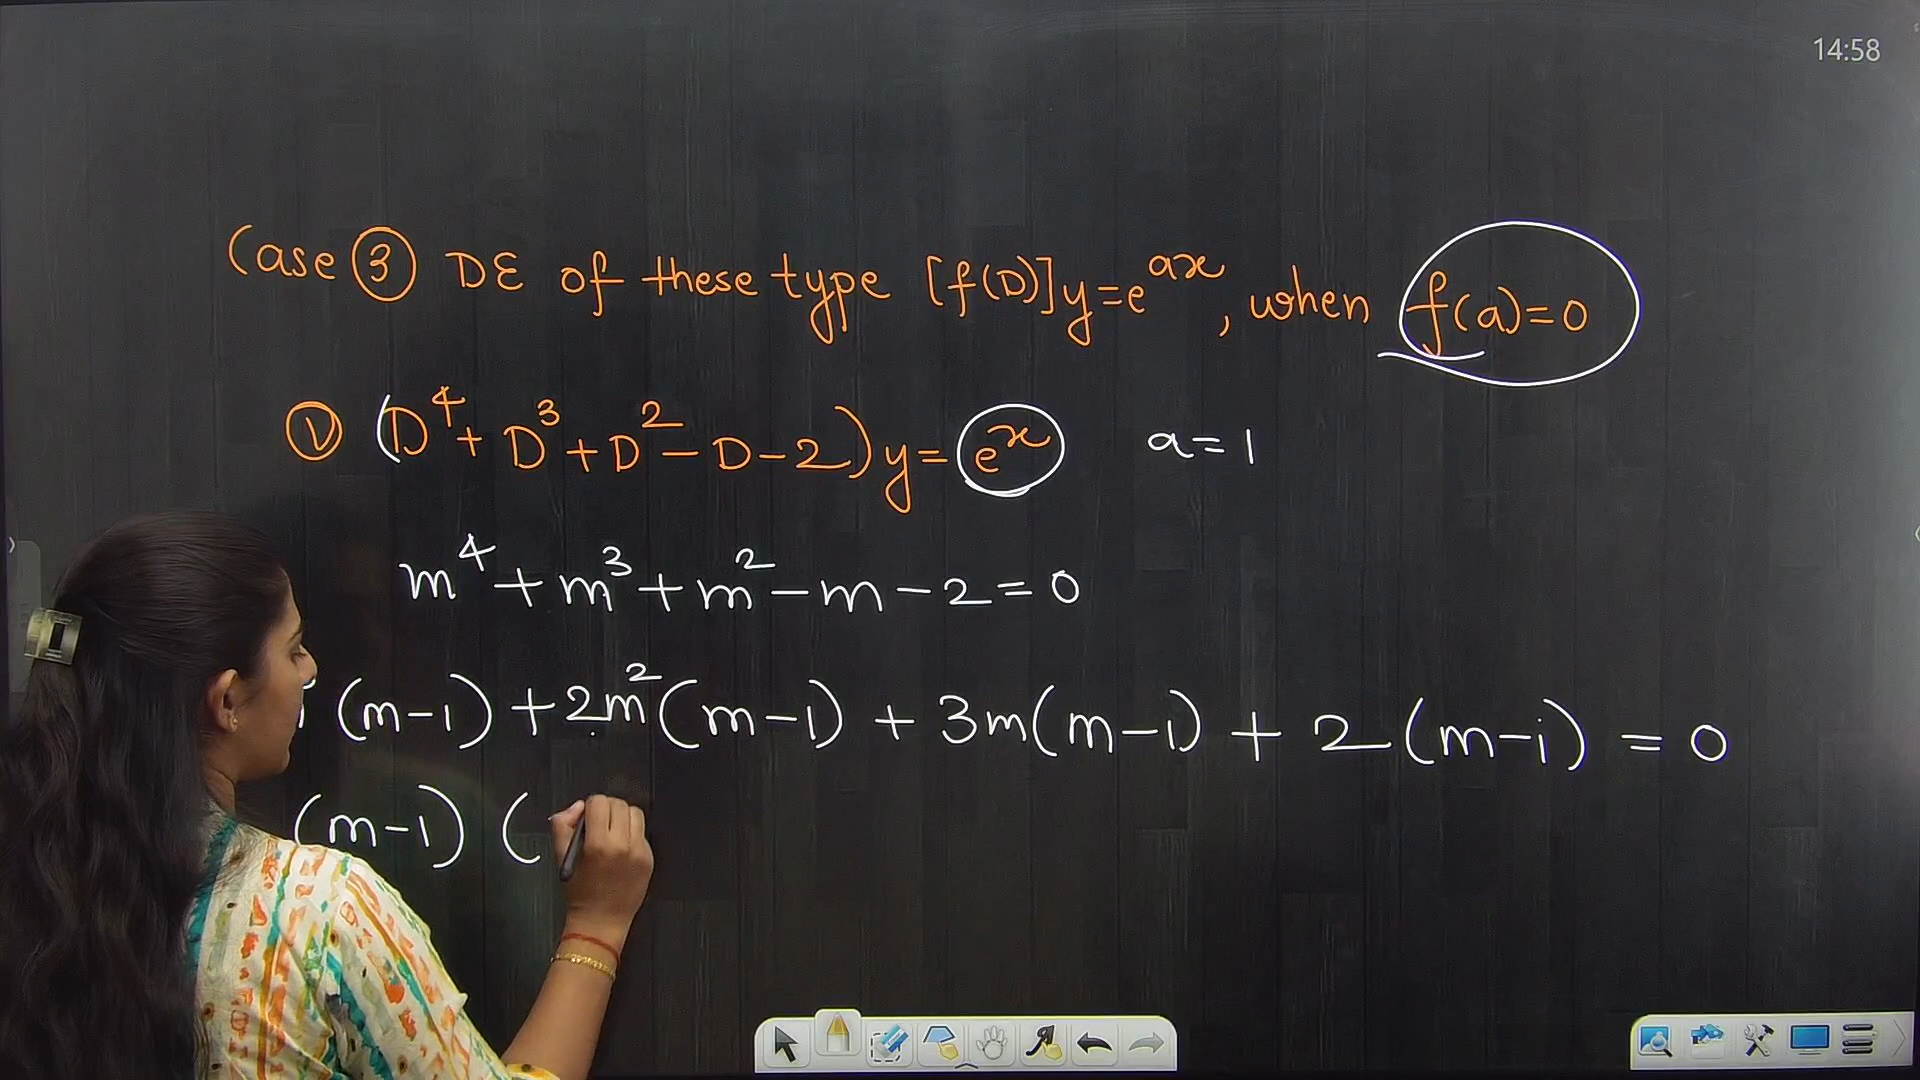 14:58
Case ③ DE of these type [f(D)]y=e^{ax}, when f(a)=0
Ⓥ (D⁴+D³+D²-D-2)y=e^x a=1
m⁴+m³+m²-m-2=0
(m-1)+2m²(m-1)+3m(m-1)+2(m-1)=0
(m-1)(